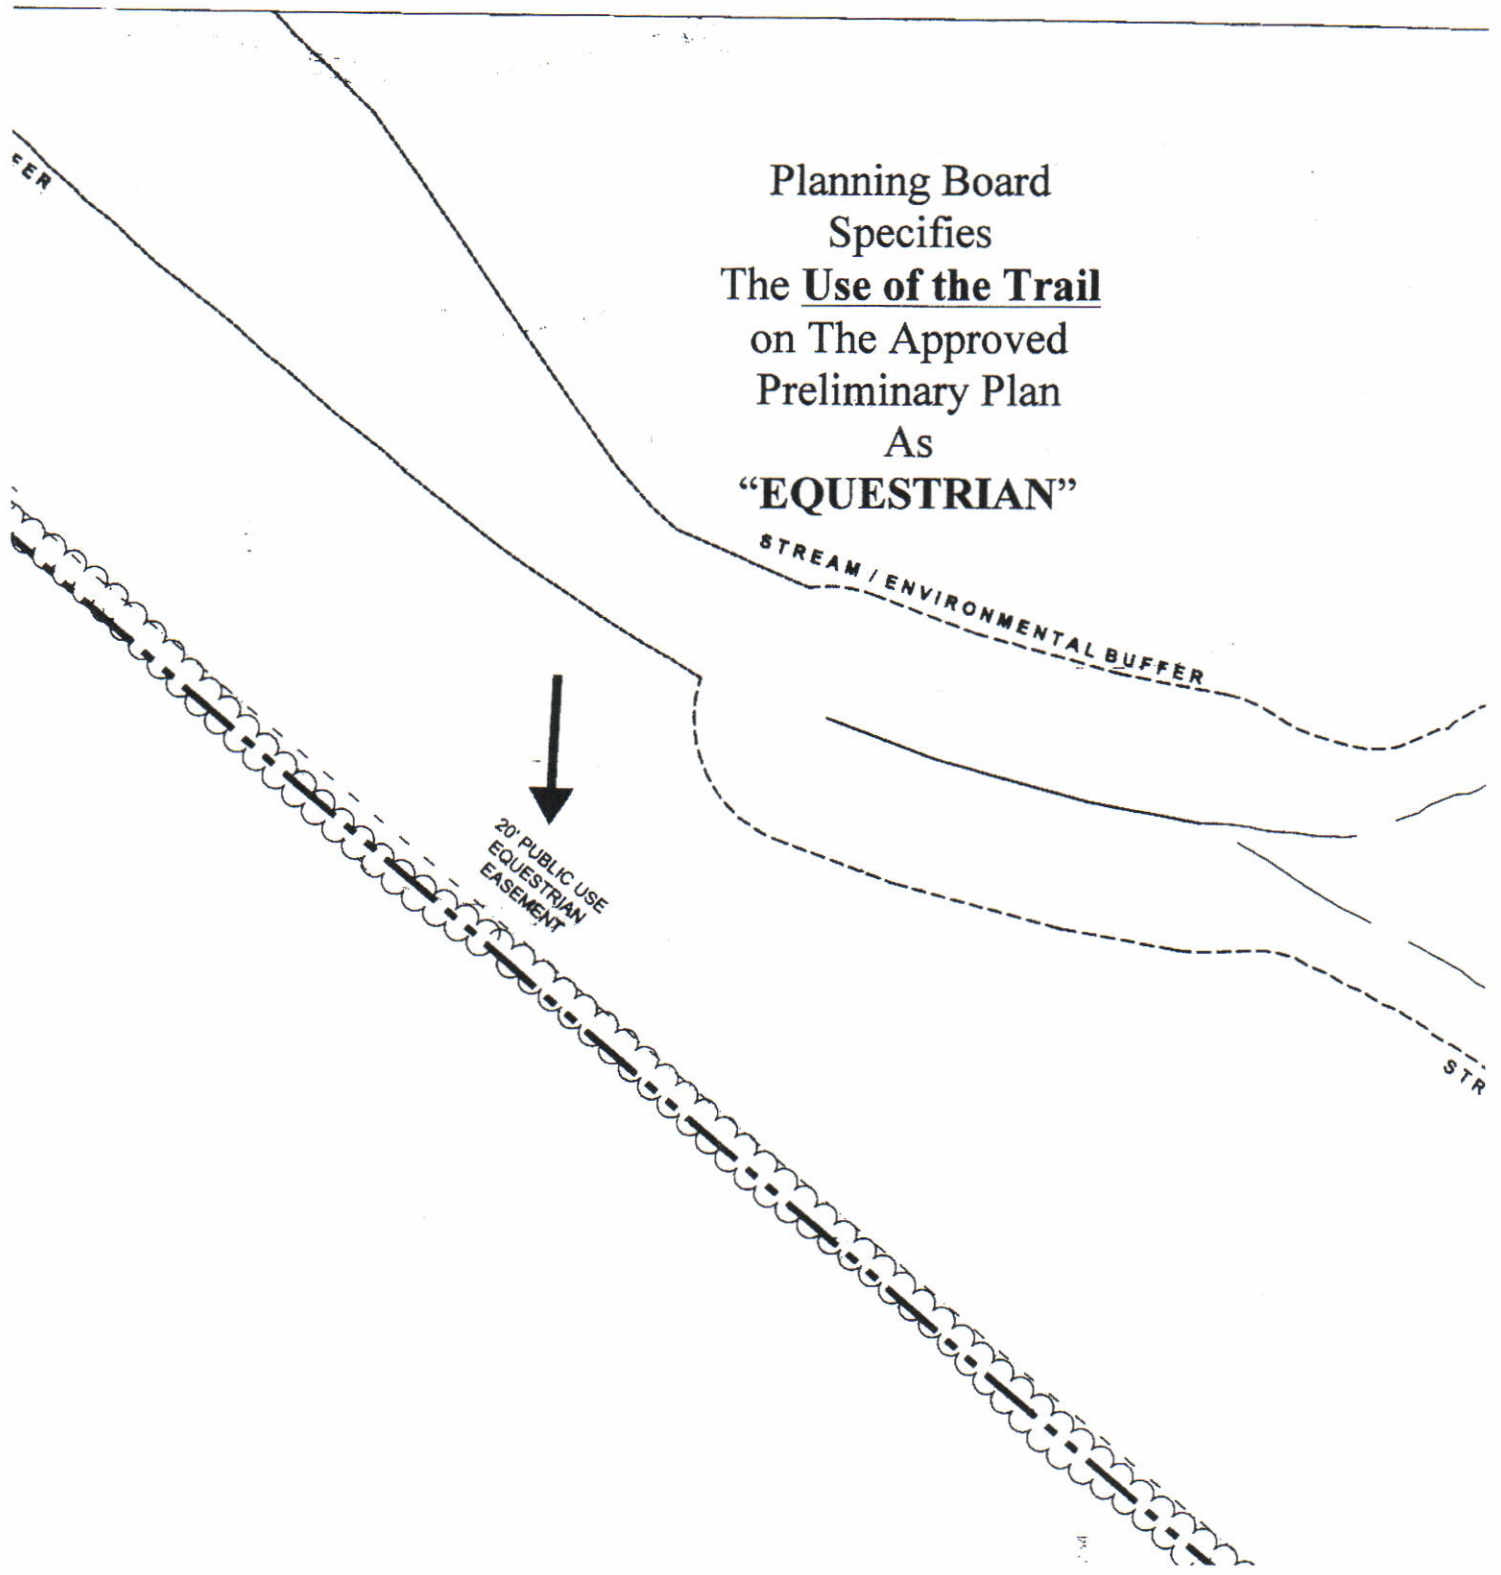 Planning Board
Specifies
The Use of the Trail
on The Approved
Preliminary Plan
As
“EQUESTRIAN”
STREAM / ENVIRONMENTAL BUFFER
20' PUBLIC USE
EQUESTRIAN
EASEMENT